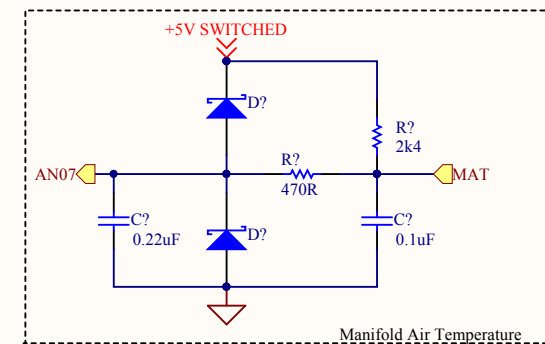 +5V SWITCHED
D?
R?
2k4
AN07
R?
470R
MAT
C?
0.22uF
D?
C?
0.1uF
Manifold Air Temperature